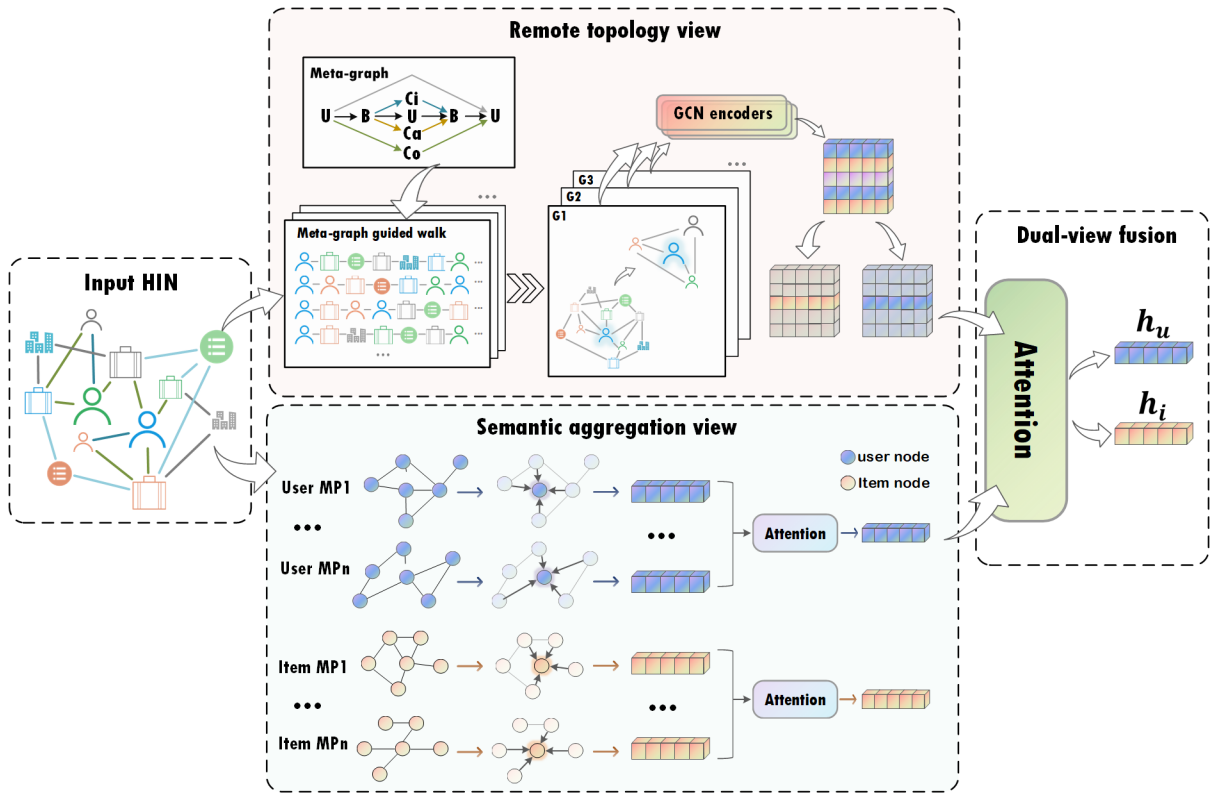 Remote topology view
Meta-graph
Ci
U B U B U
Ca
Co
GCN encoders
...
G3
G2
G1
...
Meta-graph guided walk
...
...
...
...
...
Input HIN
Dual-view fusion
Attention
h_u
h_i
Semantic aggregation view
user node
Item node
User MP1
...
User MPn
...
Attention
Item MP1
...
Item MPn
...
Attention